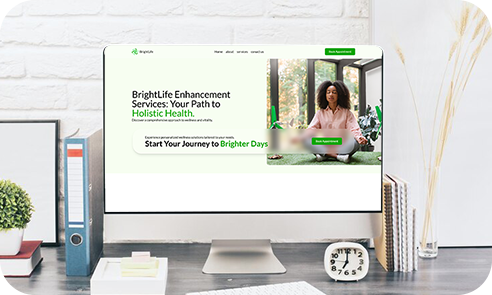 BrightLife
Home about services contact us
Book Appointment
BrightLife Enhancement
Services: Your Path to
Holistic Health.
Discover a comprehensive approach to wellness and vitality.
Experience personalized wellness solutions tailored to your needs.
Start Your Journey to Brighter Days
Book Appointment